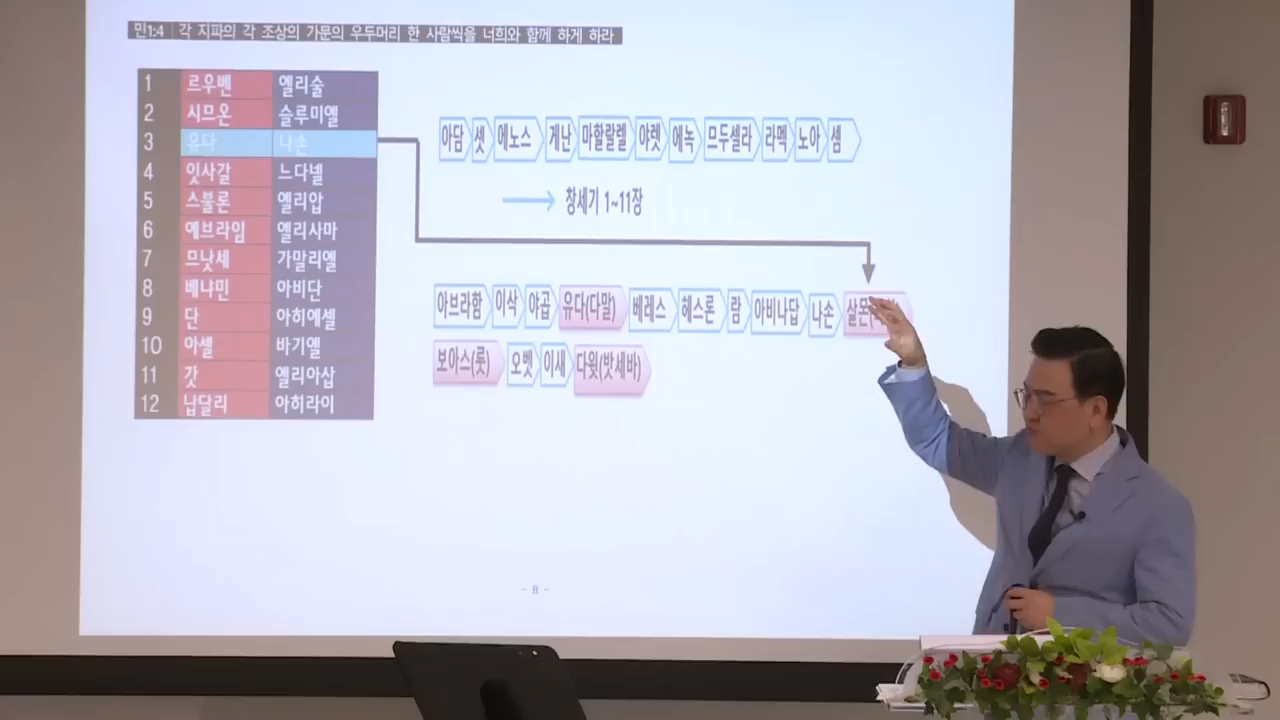 민1:4 각 지파의 각 조상의 가문의 우두머리 한 사람씩을 너희와 함께 하게 하라
1 르우벤 엘리술
2 시므온 슬루미엘
3 유다 나손
4 잇사갈 느다넬
5 스불론 엘리압
6 에브라임 엘리사마
7 므낫세 가말리엘
8 베냐민 아비단
9 단 아히에셀
10 아셀 바기엘
11 갓 엘리아삽
12 납달리 아히라이
아담 셋 에노스 게난 마할랄렐 야렛 에녹 므두셀라 라멕 노아 셈
창세기 1~11장
아브라함 이삭 야곱 유다(다말) 베레스 헤스론 람 아비나답 나손 살몬
보아스(룻) 오벳 이새 다윗(밧세바)
- 8 -